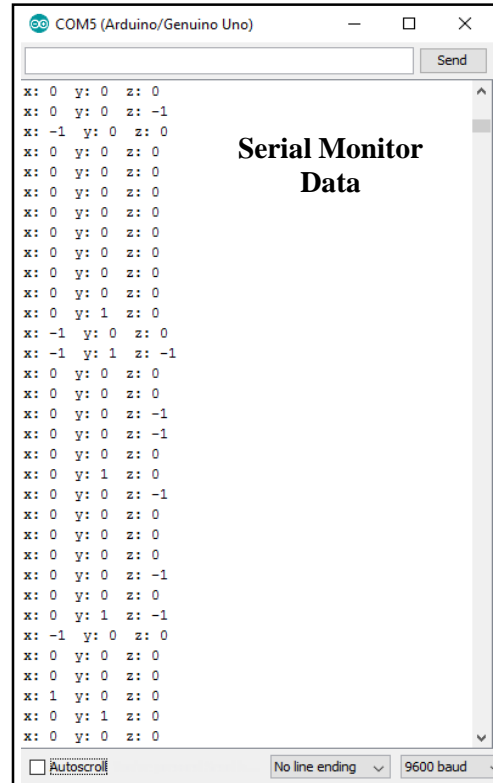 COM5 (Arduino/Genuino Uno)
Send
x: 0 y: 0 z: 0
x: 0 y: 0 z: -1
x: -1 y: 0 z: 0
x: 0 y: 0 z: 0
x: 0 y: 0 z: 0
x: 0 y: 0 z: 0
x: 0 y: 0 z: 0
x: 0 y: 0 z: 0
x: 0 y: 0 z: 0
x: 0 y: 0 z: 0
x: 0 y: 0 z: 0
x: 0 y: 1 z: 0
x: -1 y: 0 z: 0
x: -1 y: 1 z: -1
x: 0 y: 0 z: 0
x: 0 y: 0 z: 0
x: 0 y: 0 z: -1
x: 0 y: 0 z: -1
x: 0 y: 0 z: 0
x: 0 y: 1 z: 0
x: 0 y: 0 z: -1
x: 0 y: 0 z: 0
x: 0 y: 0 z: 0
x: 0 y: 0 z: 0
x: 0 y: 0 z: -1
x: 0 y: 0 z: 0
x: 0 y: 1 z: -1
x: -1 y: 0 z: 0
x: 0 y: 0 z: 0
x: 0 y: 0 z: 0
x: 1 y: 0 z: 0
x: 0 y: 1 z: 0
x: 0 y: 0 z: 0
Serial Monitor
Data
Autoscroll
No line ending
9600 baud